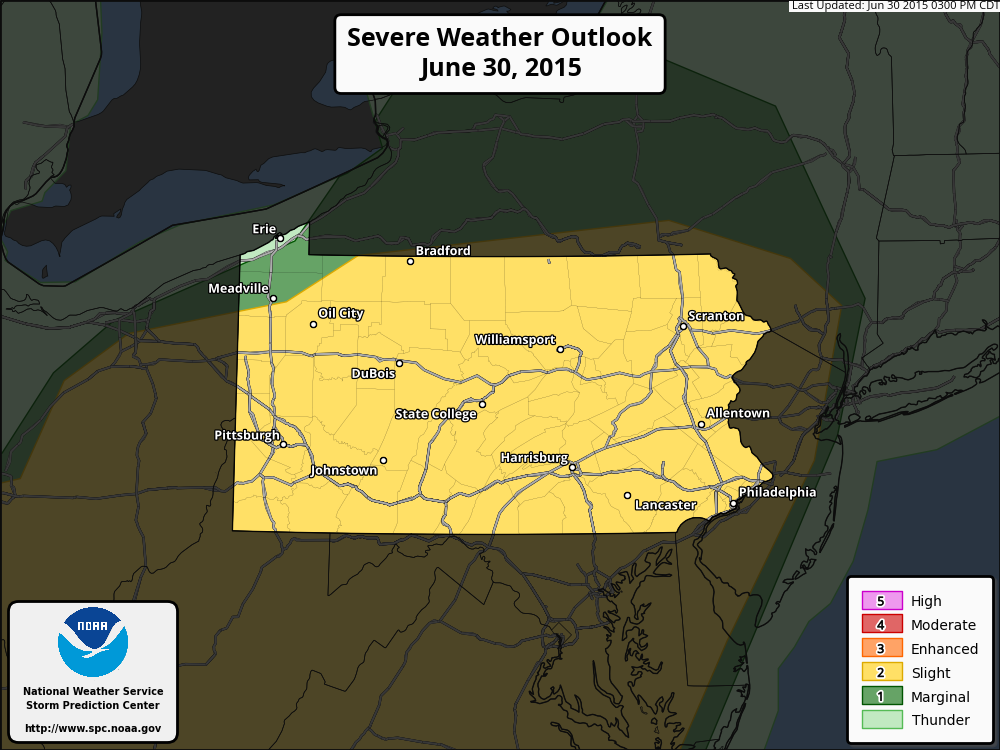 Last Updated: Jun 30 2015 03:00 PM CDT
Severe Weather Outlook
June 30, 2015
Erie
Bradford
Meadville
Oil City
Scranton
Williamsport
DuBois
State College
Allentown
Pittsburgh
Harrisburg
Johnstown
Philadelphia
Lancaster
5 High
4 Moderate
3 Enhanced
2 Slight
1 Marginal
Thunder
NOAA
National Weather Service
Storm Prediction Center
http://www.spc.noaa.gov